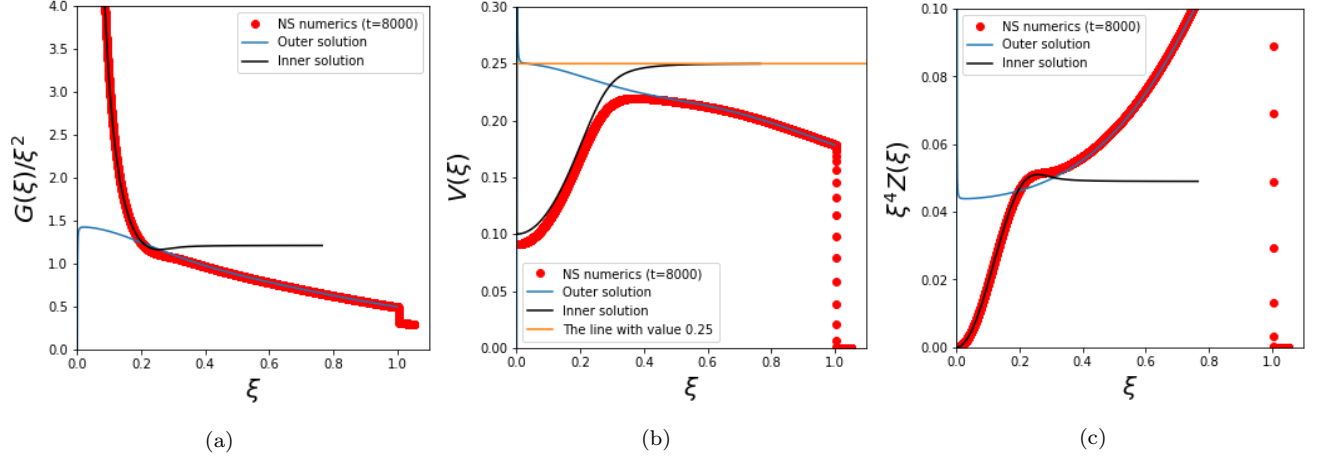 4.0
3.5
3.0
2.5
2.0
1.5
1.0
0.5
0.0
0.0 0.2 0.4 0.6 0.8 1.0
G(ξ)/ξ²
ξ
NS numerics (t=8000)
Outer solution
Inner solution
(a)
0.30
0.25
0.20
0.15
0.10
0.05
0.00
0.0 0.2 0.4 0.6 0.8 1.0
V(ξ)
ξ
NS numerics (t=8000)
Outer solution
Inner solution
The line with value 0.25
(b)
0.10
0.08
0.06
0.04
0.02
0.00
0.0 0.2 0.4 0.6 0.8 1.0
ξ⁴Z(ξ)
ξ
NS numerics (t=8000)
Outer solution
Inner solution
(c)